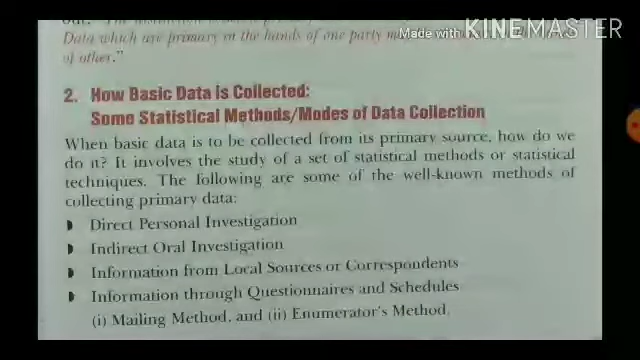 Made with KINEMASTER
Data which are primary in the hands of one party
of other."
2. How Basic Data is Collected:
Some Statistical Methods/Modes of Data Collection
When basic data is to be collected from its primary source, how do we
do it? It involves the study of a set of statistical methods or statistical
techniques. The following are some of the well-known methods of
collecting primary data:
Direct Personal Investigation
Indirect Oral Investigation
Information from Local Sources or Correspondents
Information through Questionnaires and Schedules
(i) Mailing Method, and (ii) Enumerator's Method.